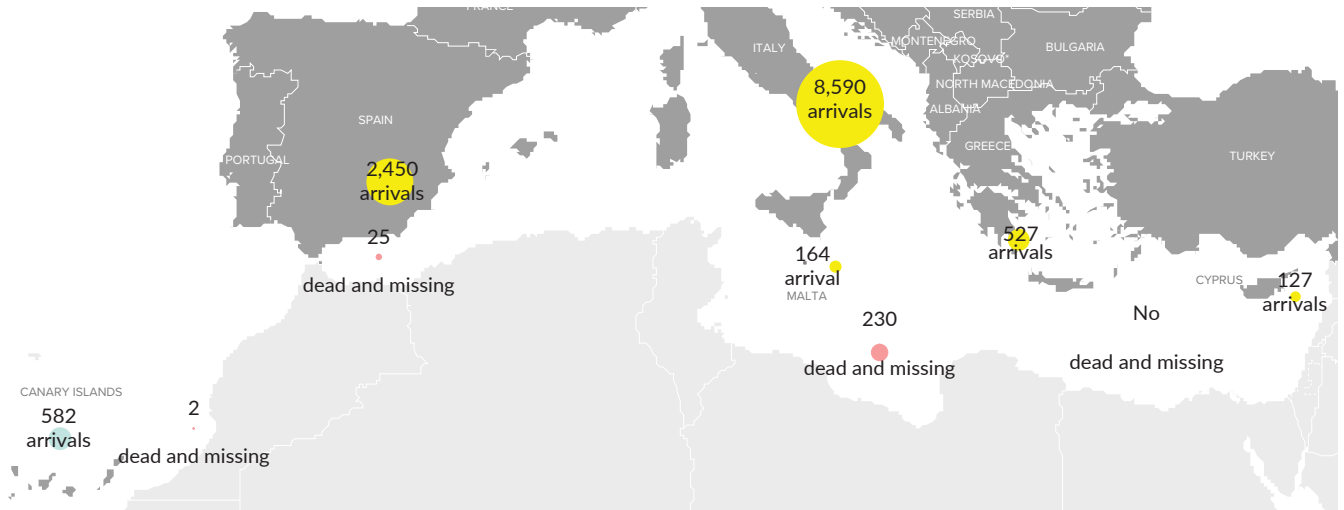 FRANCE
SERBIA
ITALY
MONTENEGRO
BULGARIA
KOSOVO*
8,590
arrivals
NORTH MACEDONIA
ALBANIA
SPAIN
GREECE
PORTUGAL
TURKEY
2,450
arrivals
25
527
arrivals
164
arrival
dead and missing
MALTA
CYPRUS
127
arrivals
No
230
dead and missing
dead and missing
CANARY ISLANDS
582
arrivals
2
dead and missing